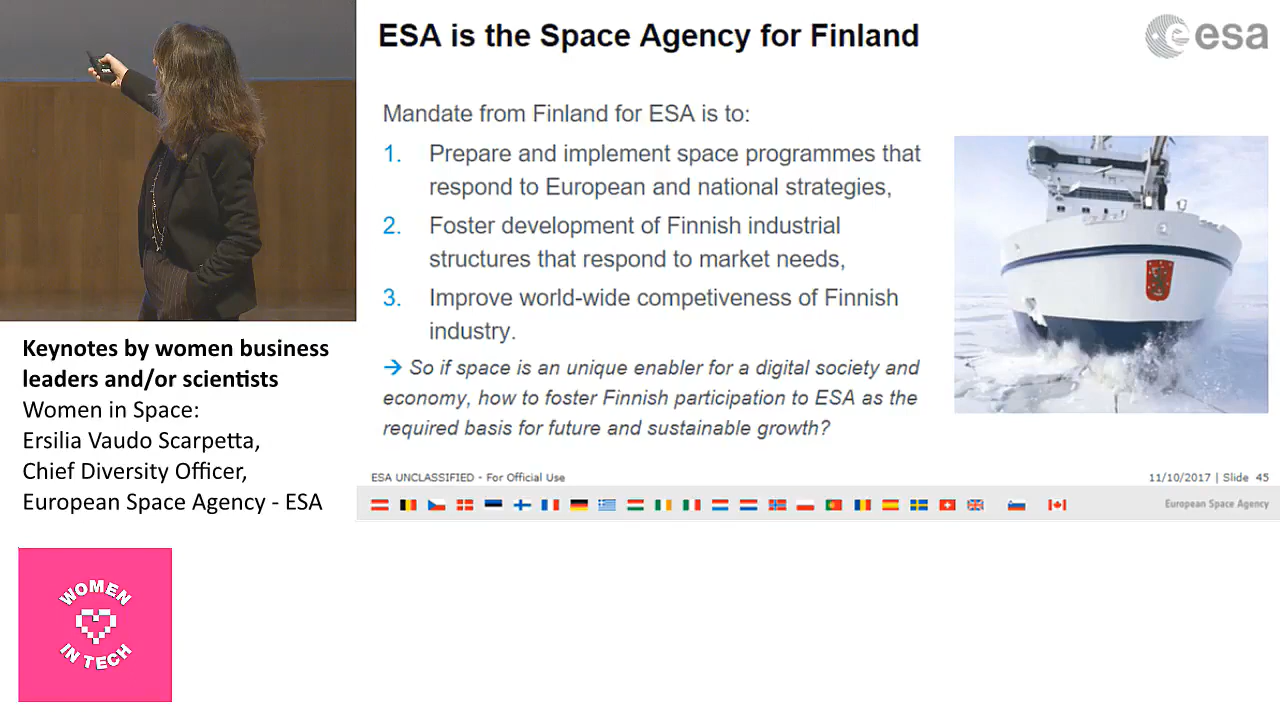 ESA is the Space Agency for Finland
esa
Mandate from Finland for ESA is to:
1. Prepare and implement space programmes that
respond to European and national strategies,
2. Foster development of Finnish industrial
structures that respond to market needs,
3. Improve world-wide competiveness of Finnish
industry.
→ So if space is an unique enabler for a digital society and
economy, how to foster Finnish participation to ESA as the
required basis for future and sustainable growth?
ESA UNCLASSIFIED - For Official Use
11/10/2017 | Slide 45
European Space Agency
Keynotes by women business
leaders and/or scientists
Women in Space:
Ersilia Vaudo Scarpetta,
Chief Diversity Officer,
European Space Agency - ESA
WOMEN
IN TECH